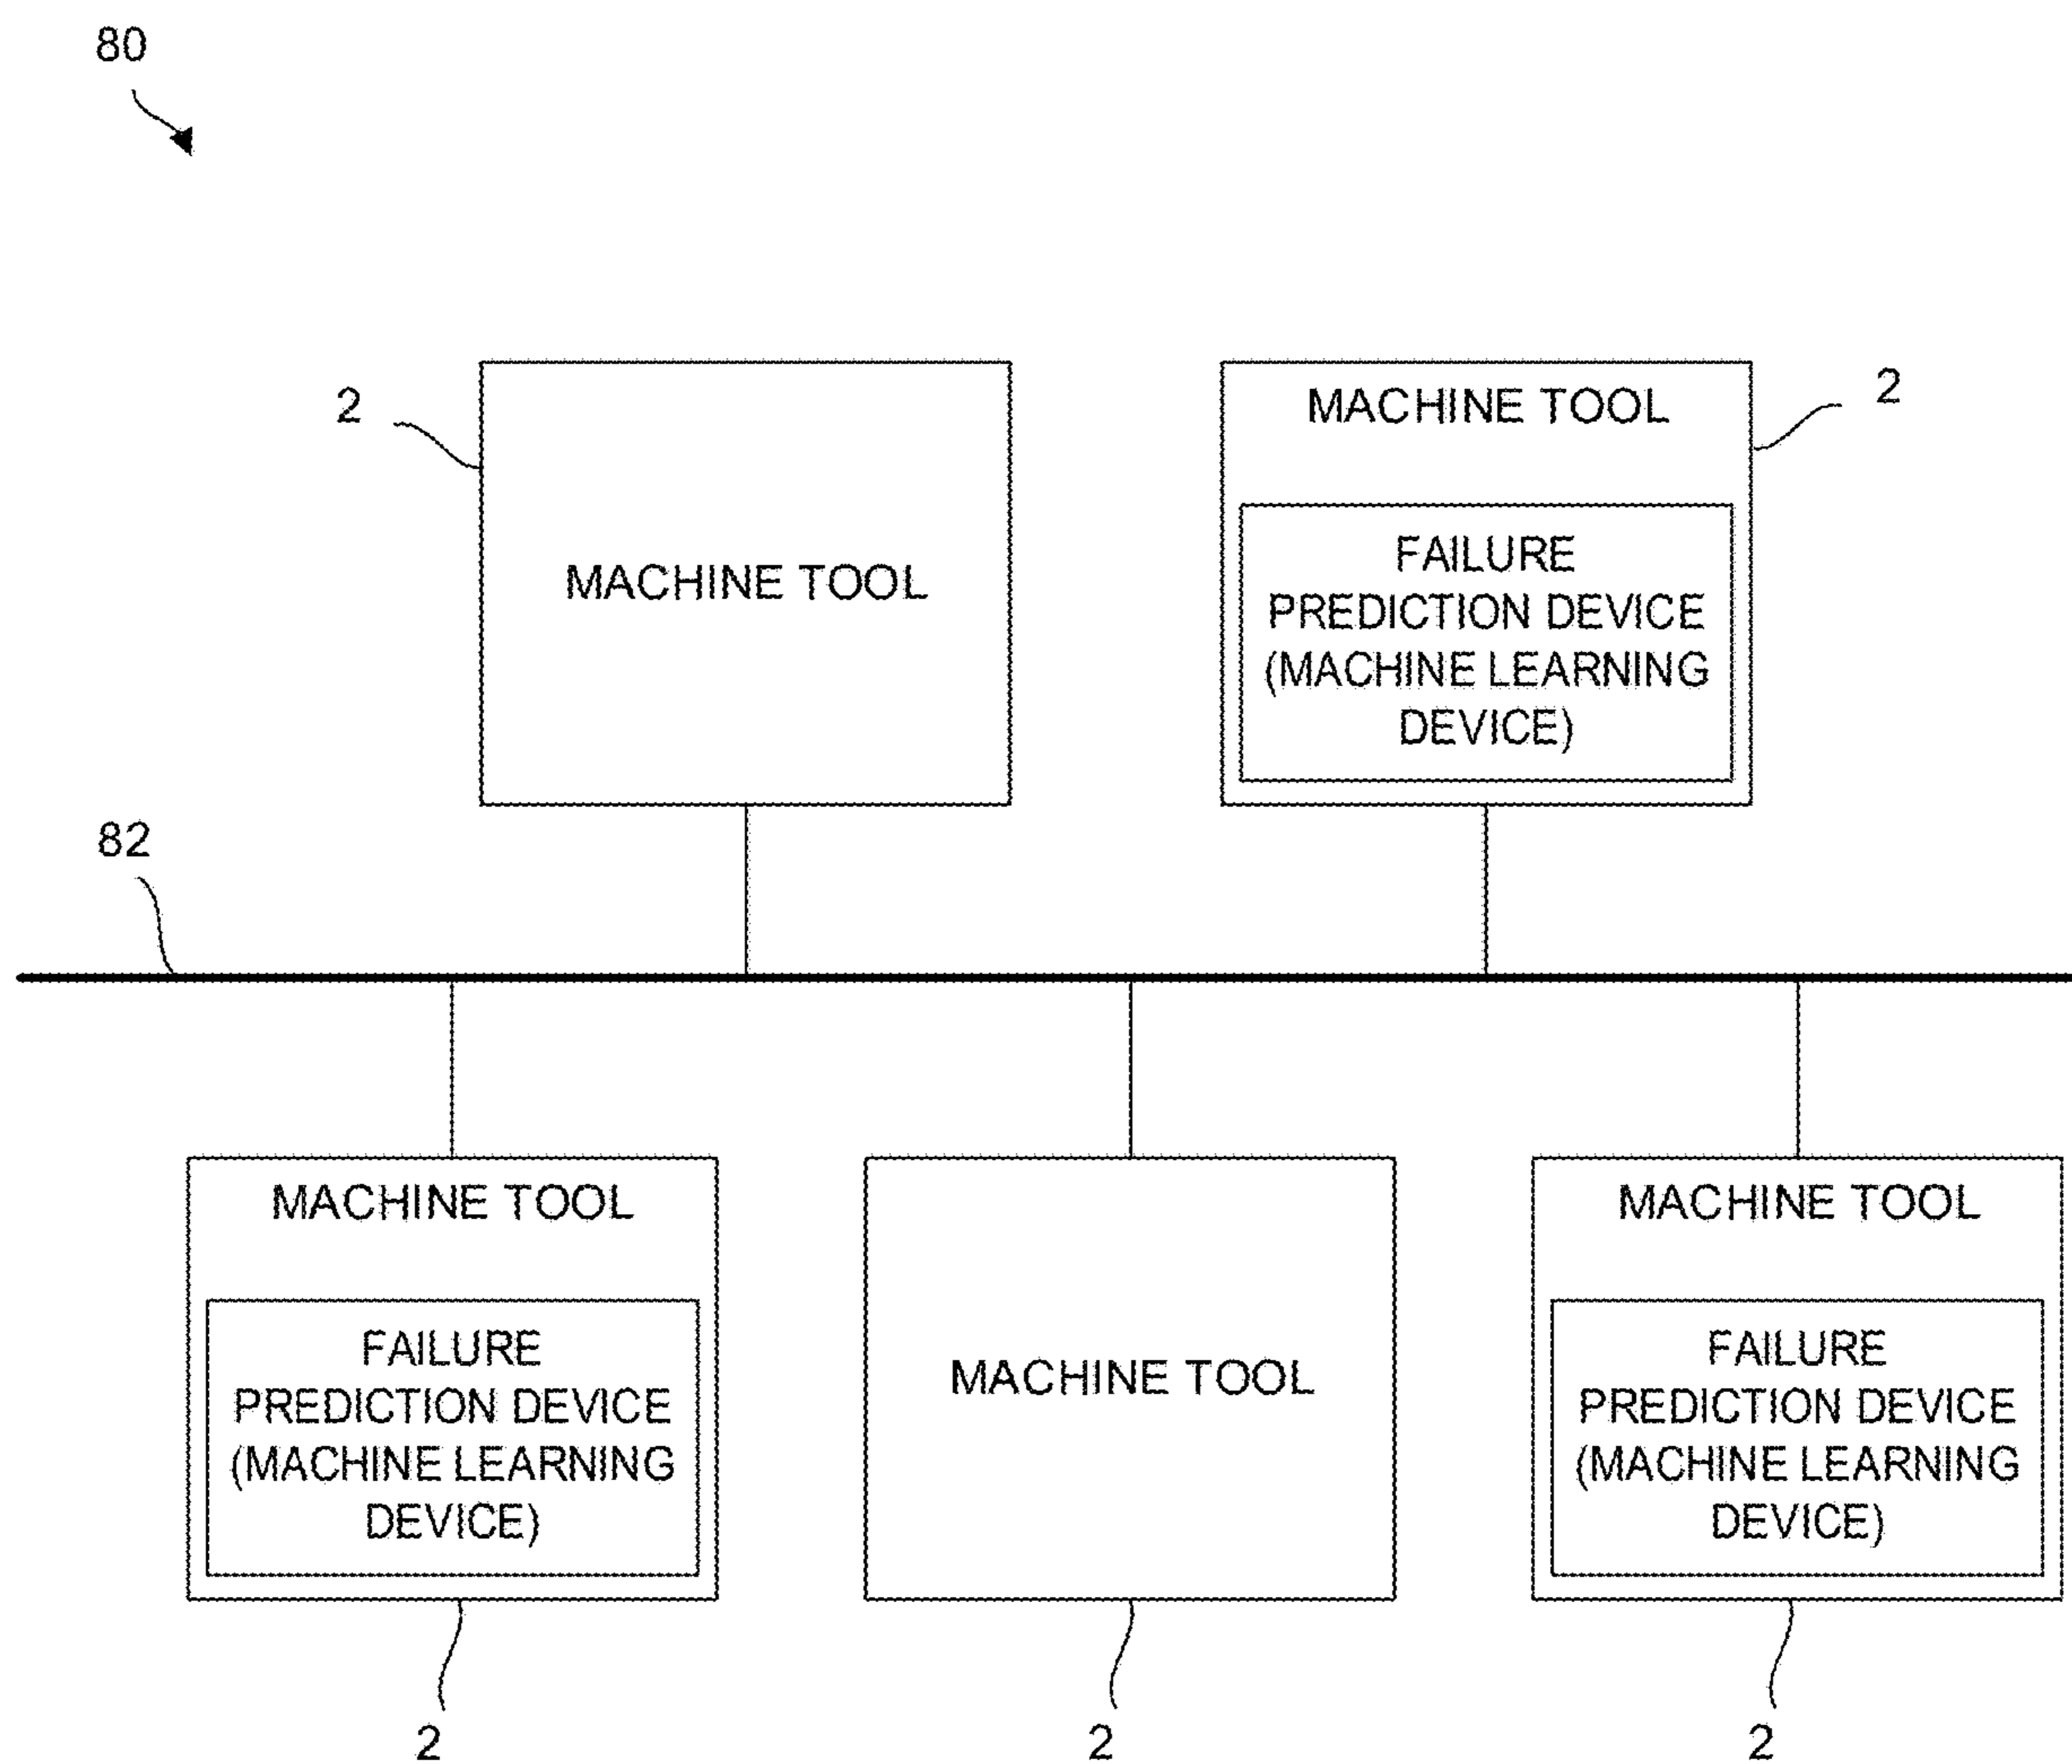 80
2
MACHINE TOOL
MACHINE TOOL
2
FAILURE
PREDICTION DEVICE
(MACHINE LEARNING
DEVICE)
82
MACHINE TOOL
FAILURE
PREDICTION DEVICE
(MACHINE LEARNING
DEVICE)
2
MACHINE TOOL
2
MACHINE TOOL
FAILURE
PREDICTION DEVICE
(MACHINE LEARNING
DEVICE)
2